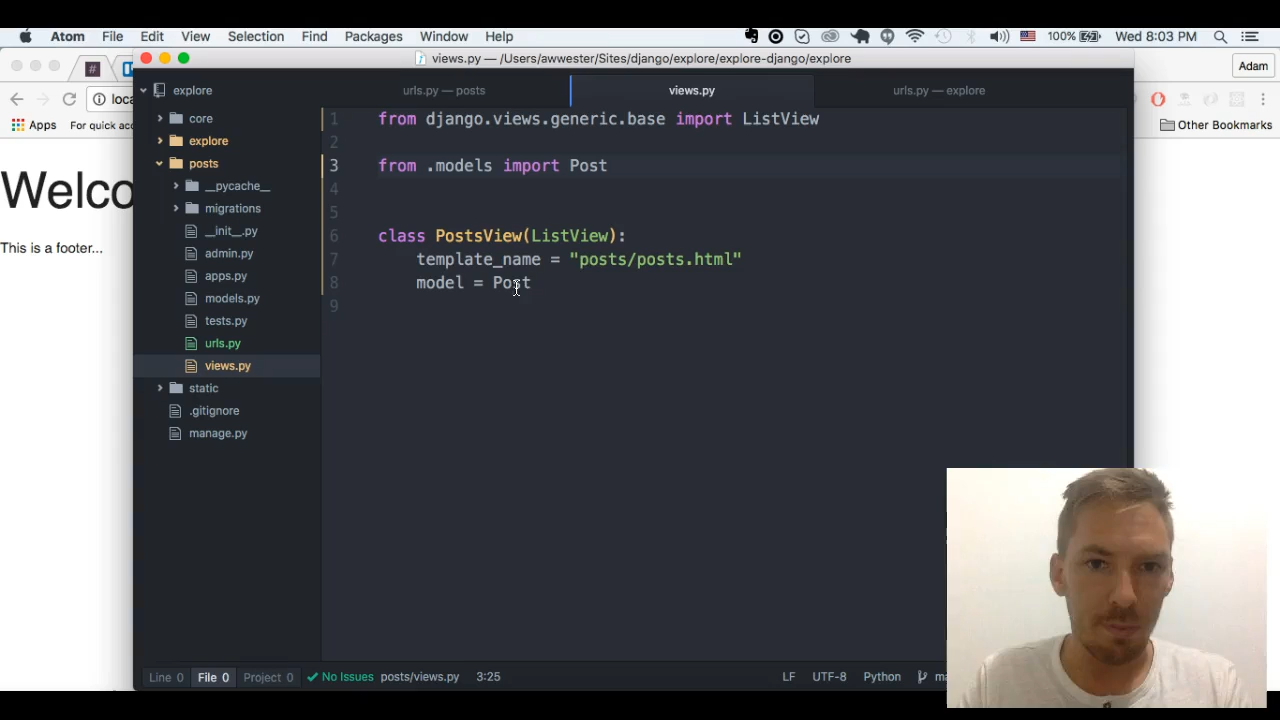 Atom File Edit View Selection Find Packages Window Help 100% Wed 8:03 PM
views.py — /Users/awwester/Sites/django/explore/explore-django/explore
Adam
loca
Apps For quick acc
Other Bookmarks
Welco
This is a footer...
explore
core
explore
posts
__pycache__
migrations
__init__.py
admin.py
apps.py
models.py
tests.py
urls.py
views.py
static
.gitignore
manage.py
urls.py — posts views.py urls.py — explore
1 from django.views.generic.base import ListView
2
3 from .models import Post
4
5
6 class PostsView(ListView):
7 template_name = "posts/posts.html"
8 model = Post
9
Line 0 File 0 Project 0 No Issues posts/views.py 3:25 LF UTF-8 Python ma